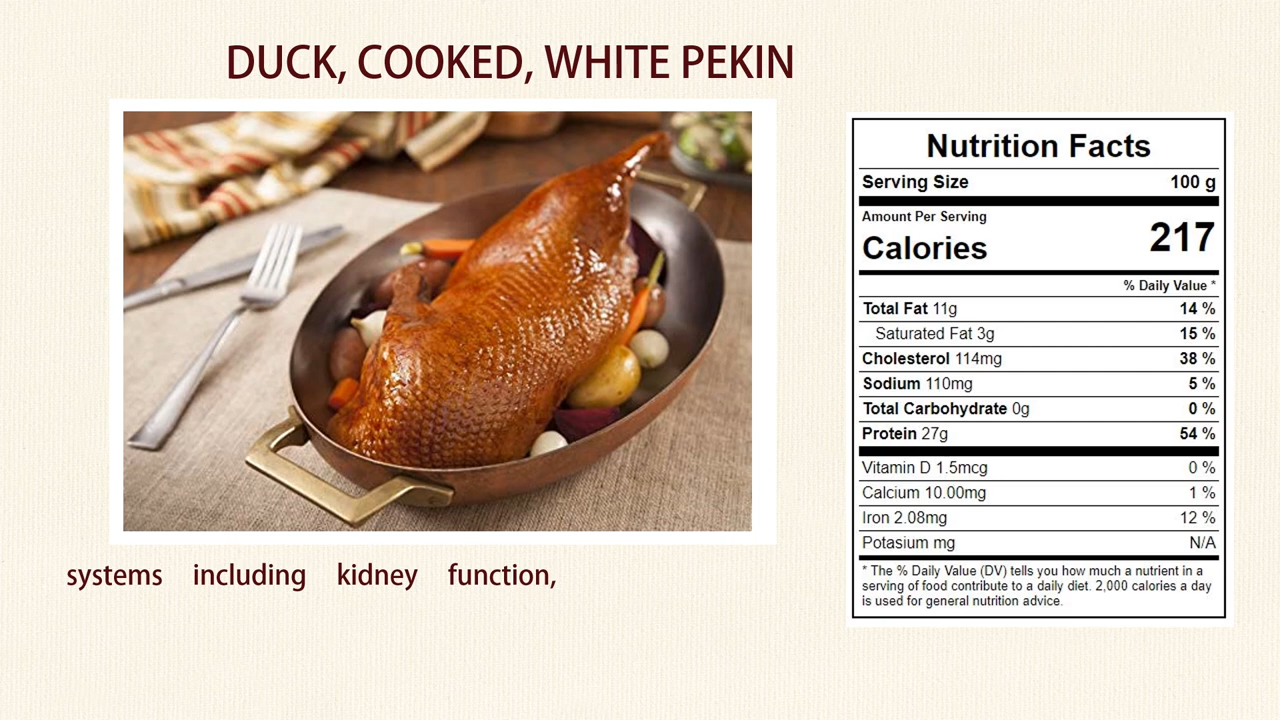 DUCK, COOKED, WHITE PEKIN
Nutrition Facts
Serving Size 100 g
Amount Per Serving
Calories 217
% Daily Value *
Total Fat 11g 14 %
Saturated Fat 3g 15 %
Cholesterol 114mg 38 %
Sodium 110mg 5 %
Total Carbohydrate 0g 0 %
Protein 27g 54 %
Vitamin D 1.5mcg 0 %
Calcium 10.00mg 1 %
Iron 2.08mg 12 %
Potasium mg N/A
* The % Daily Value (DV) tells you how much a nutrient in a
serving of food contribute to a daily diet. 2,000 calories a day
is used for general nutrition advice.
systems including kidney function,